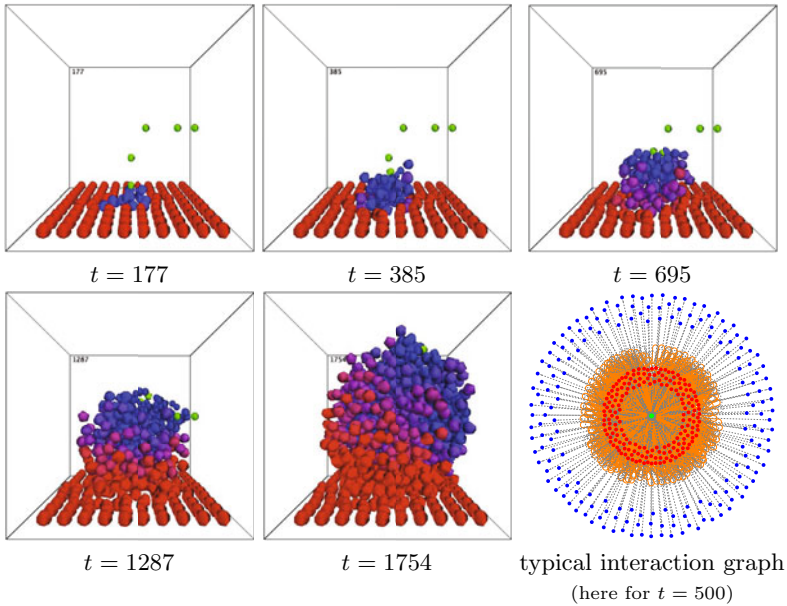 177
385
695
t = 177
t = 385
t = 695
1287
1754
t = 1287
t = 1754
typical interaction graph
(here for t = 500)